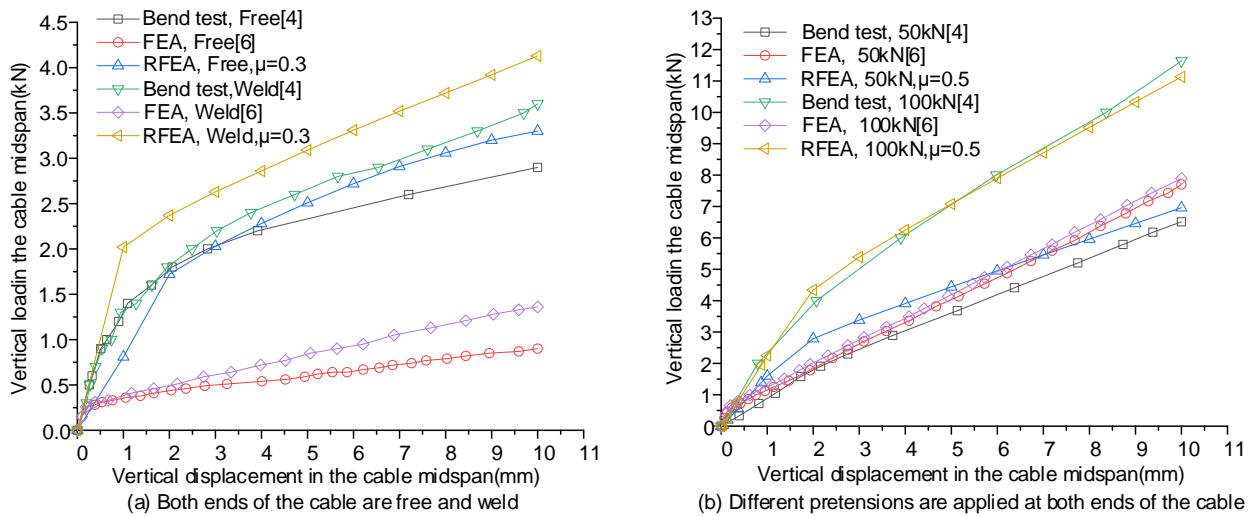 Bend test, Free[4]
FEA, Free[6]
RFEA, Free,μ=0.3
Bend test,Weld[4]
FEA, Weld[6]
RFEA, Weld,μ=0.3
Vertical loadin the cable midspan(kN)
4.5
4.0
3.5
3.0
2.5
2.0
1.5
1.0
0.5
0.0
0 1 2 3 4 5 6 7 8 9 10 11
Vertical displacement in the cable midspan(mm)
(a) Both ends of the cable are free and weld
Bend test, 50kN[4]
FEA, 50kN[6]
RFEA, 50kN,μ=0.5
Bend test, 100kN[4]
FEA, 100kN[6]
RFEA, 100kN,μ=0.5
Vertical loadin the cable midspan(kN)
13
12
11
10
9
8
7
6
5
4
3
2
1
0
0 1 2 3 4 5 6 7 8 9 10 11
Vertical displacement in the cable midspan(mm)
(b) Different pretensions are applied at both ends of the cable